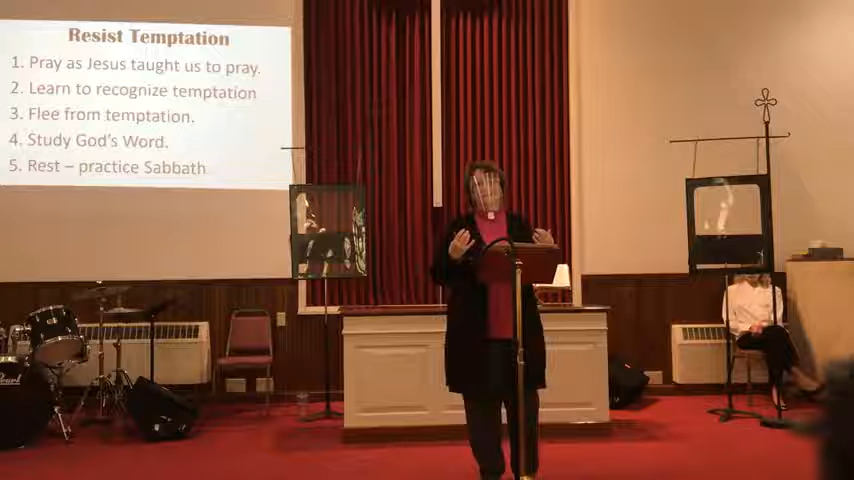 Resist Temptation
1. Pray as Jesus taught us to pray.
2. Learn to recognize temptation
3. Flee from temptation.
4. Study God's Word.
5. Rest – practice Sabbath
Pearl